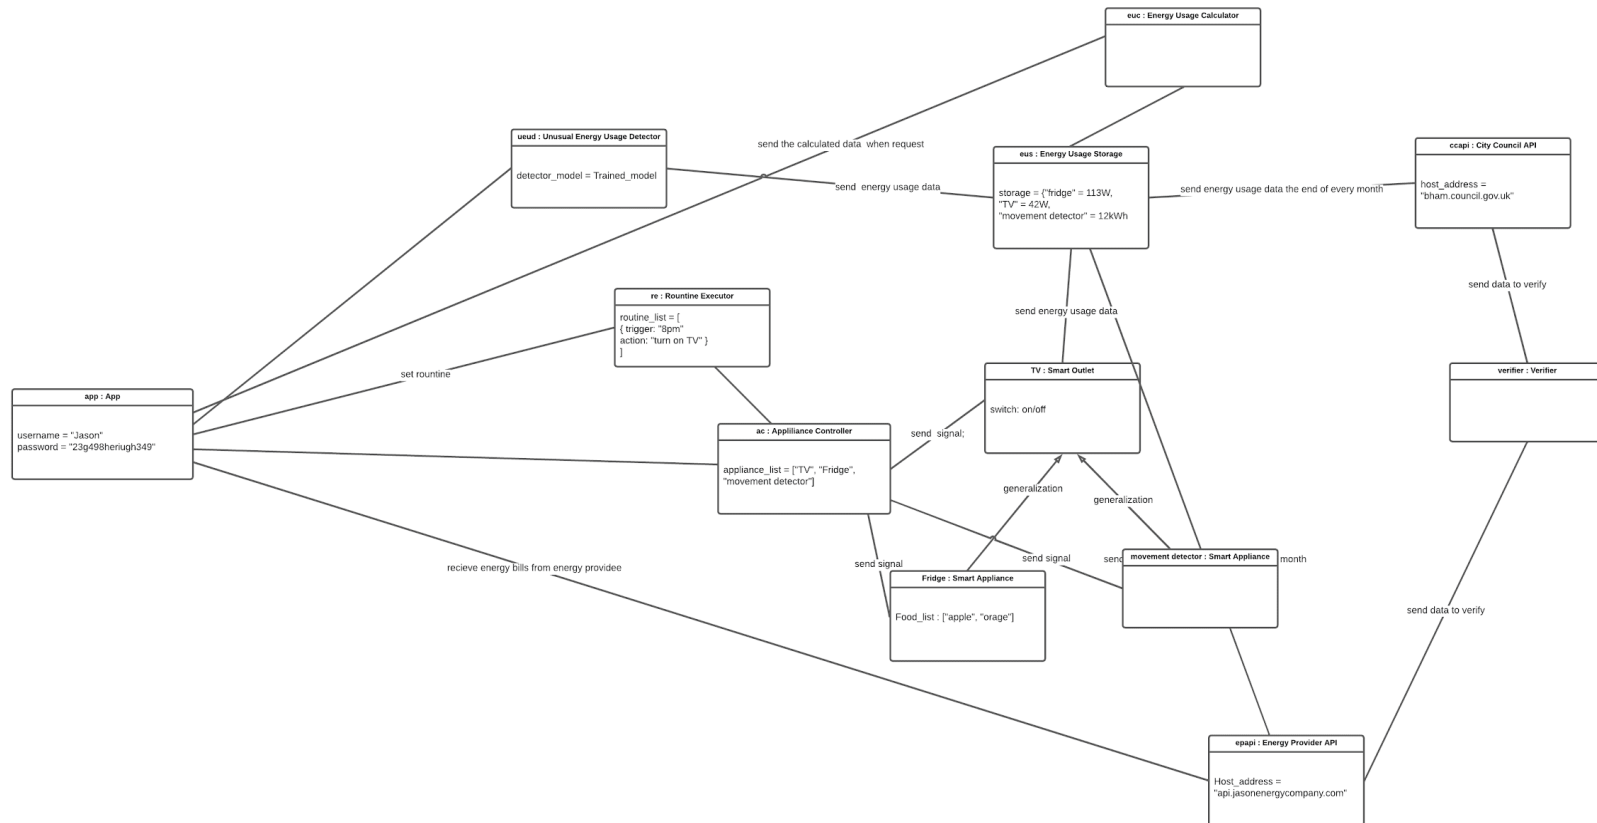 euc : Energy Usage Calculator
ueud : Unusual Energy Usage Detector
detector_model = Trained_model
send the calculated data  when request
eus : Energy Usage Storage
storage = {"fridge" = 113W,
"TV" = 42W,
"movement detector" = 12kWh
ccapi : City Council API
host_address =
"bham.council.gov.uk"
send  energy usage data
send energy usage data the end of every month
send data to verify
re : Rountine Executor
routine_list = [
{ trigger: "8pm"
action: "turn on TV" }
]
send energy usage data
set rountine
TV : Smart Outlet
switch: on/off
verifier : Verifier
app : App
username = "Jason"
password = "23g498heriugh349"
ac : Appliliance Controller
appliance_list = ["TV", "Fridge",
"movement detector"]
send  signal;
generalization
generalization
send signal
send signal
send
movement detector : Smart Appliance
month
recieve energy bills from energy providee
Fridge : Smart Appliance
Food_list : ["apple", "orage"]
send data to verify
epapi : Energy Provider API
Host_address =
"api.jasonenergycompany.com"